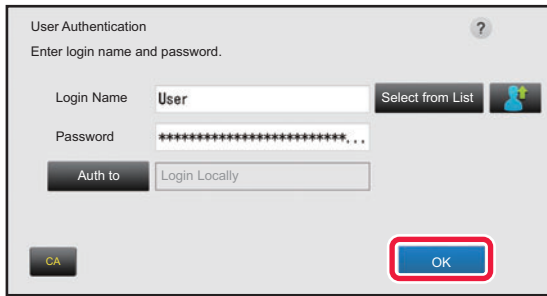 User Authentication
?
Enter login name and password.
Login Name User Select from List
Password *************************...
Auth to Login Locally
CA OK